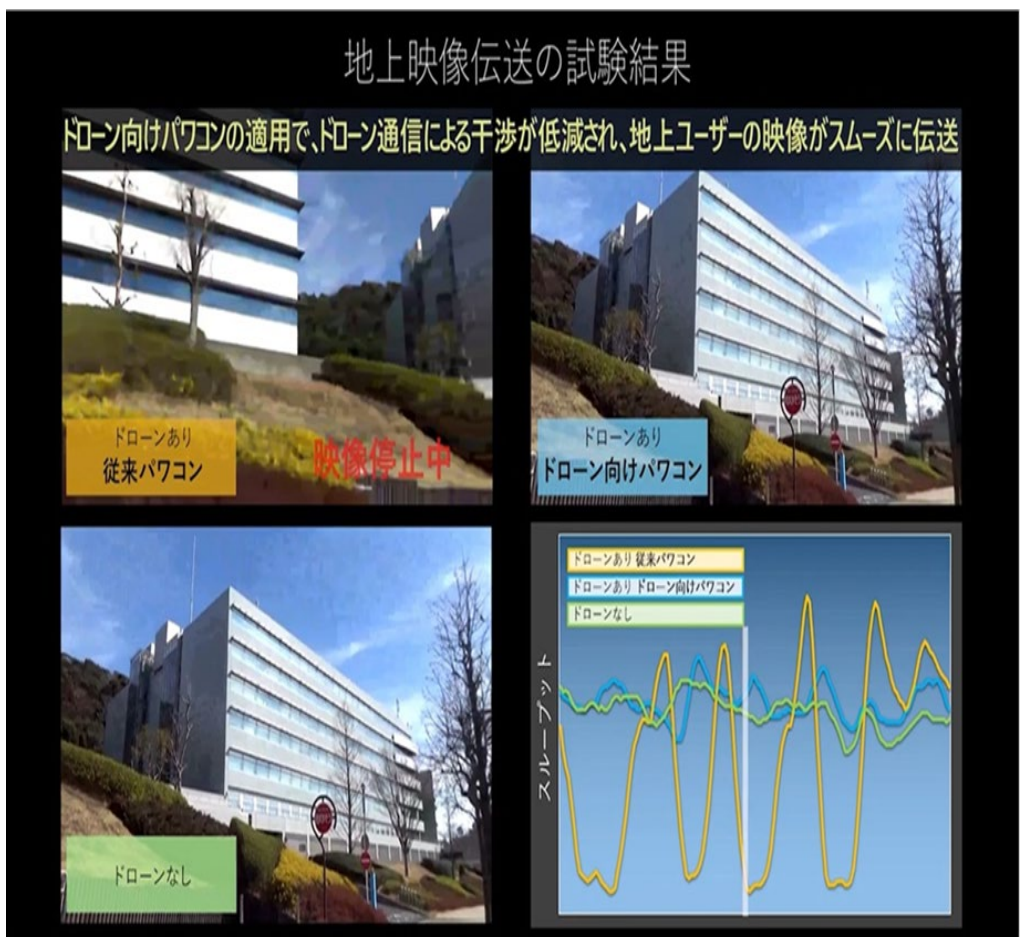 地上映像伝送の試験結果
ドローン向けパワコンの適用で、ドローン通信による干渉が低減され、地上ユーザーの映像がスムーズに伝送
ドローンあり
従来パワコン
映像停止中
ドローンあり
ドローン向けパワコン
ドローンなし
ドローンあり 従来パワコン
ドローンあり ドローン向けパワコン
ドローンなし
スループット